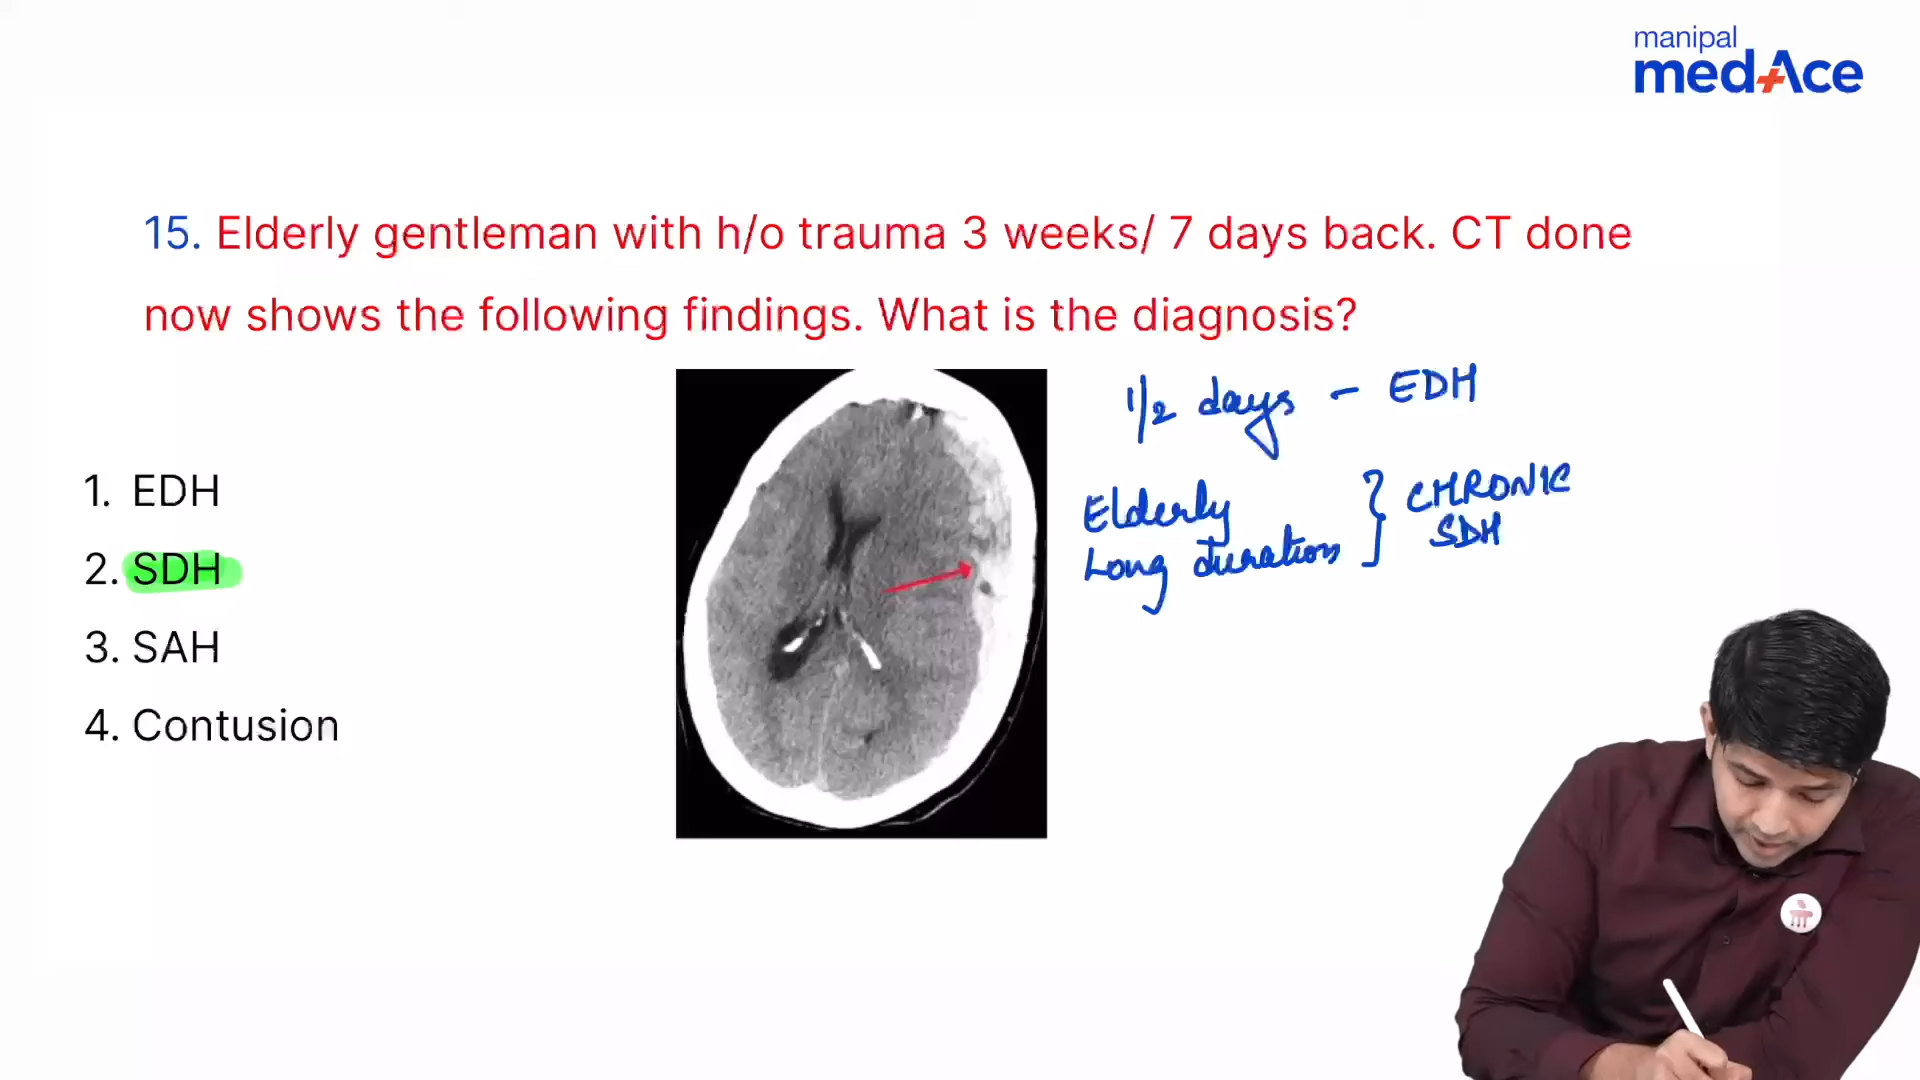 manipal
medAce
15. Elderly gentleman with h/o trauma 3 weeks/ 7 days back. CT done
now shows the following findings. What is the diagnosis?
1. EDH
2. SDH
3. SAH
4. Contusion
1/2 days - EDH
Elderly
Long duration } CHRONIC
SDH